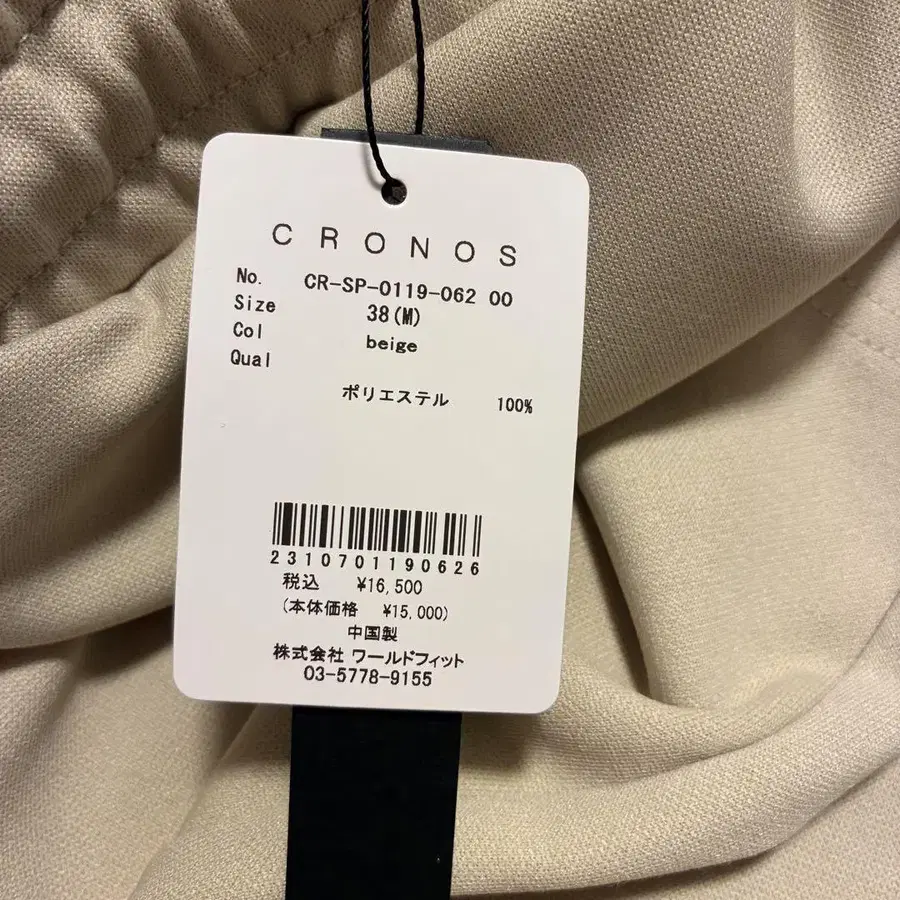 CRONOS
No. CR-SP-0119-062 00
Size 38(M)
Col beige
Qual
ポリエステル 100%
2310701190626
税込 ¥16,500
(本体価格 ¥15,000)
中国製
株式会社 ワールドフィット
03-5778-9155